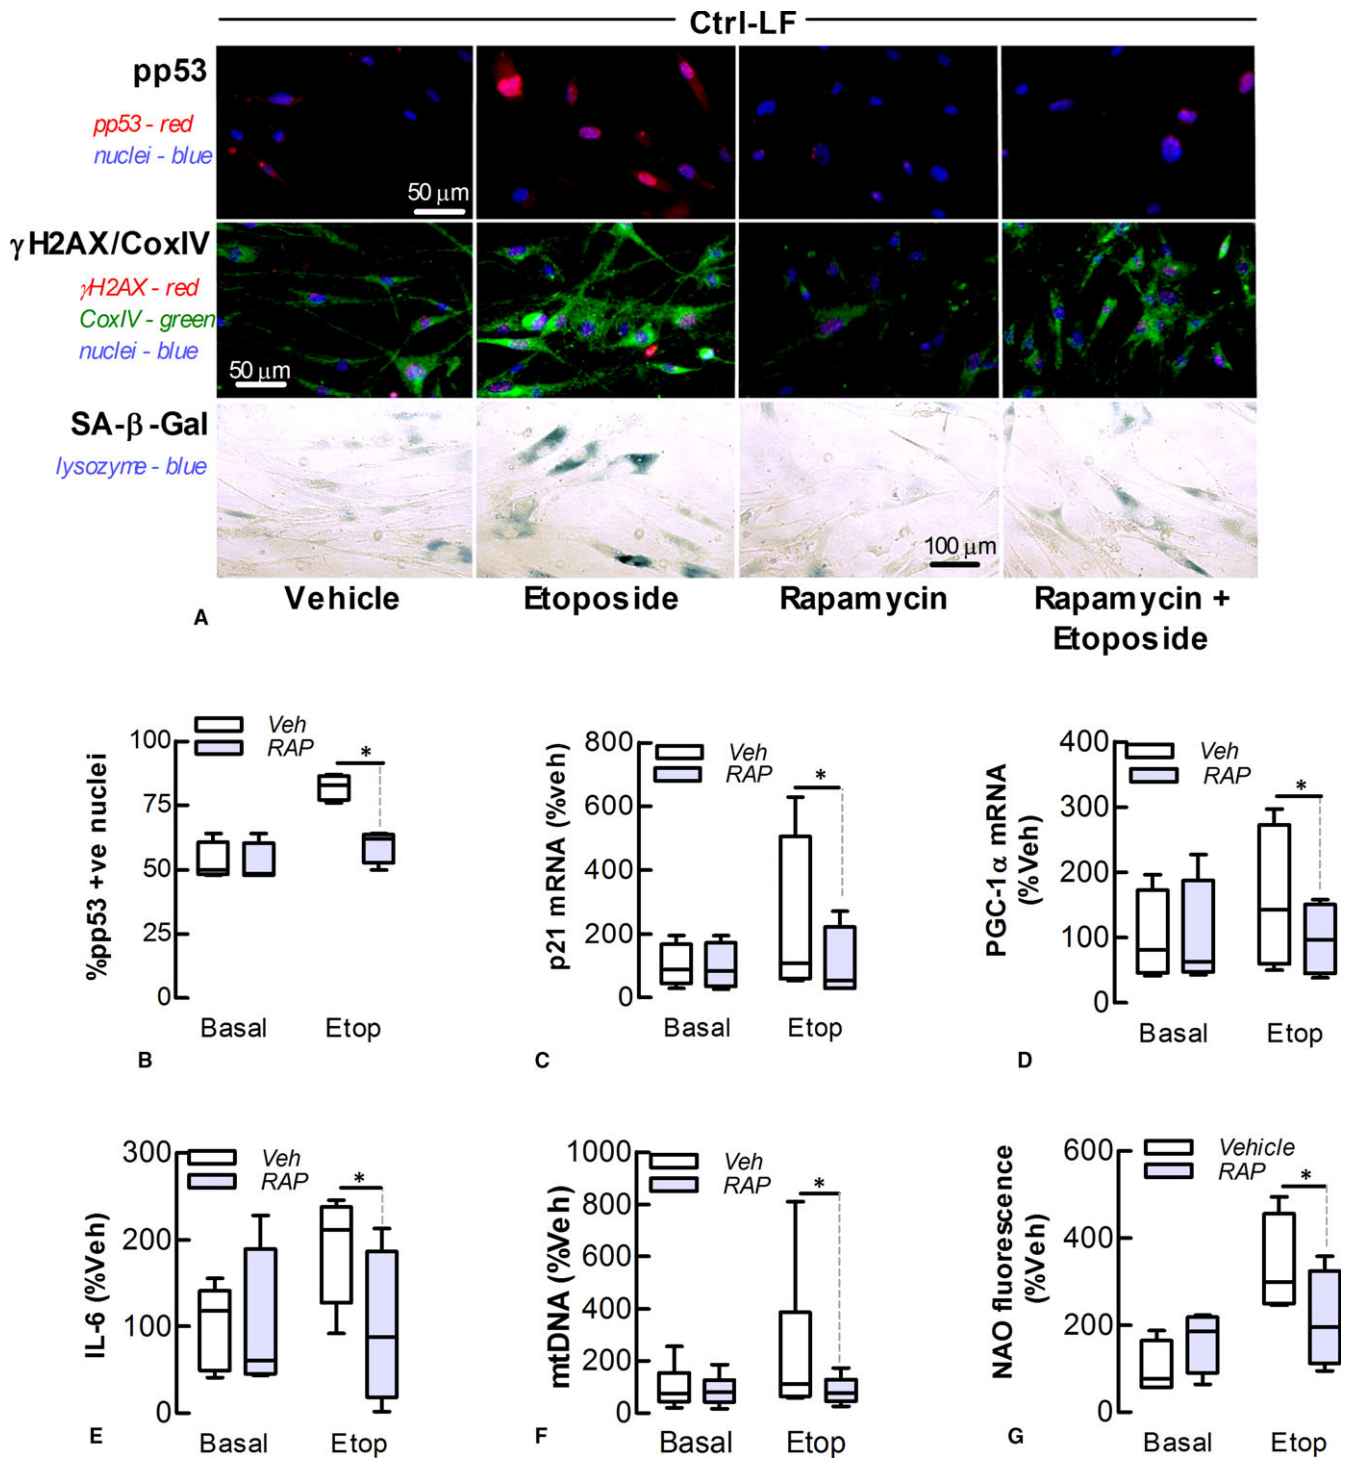 Ctrl-LF
pp53
pp53 - red
nuclei - blue
50 μm
γH2AX/CoxIV
γH2AX - red
CoxIV - green
nuclei - blue
50 μm
SA-β-Gal
lysozyme - blue
100 μm
Vehicle Etoposide Rapamycin Rapamycin +
Etoposide
A
%pp53 +ve nuclei
100
75
50
25
0
Veh
RAP
*
Basal Etop
B
p21 mRNA (%veh)
800
600
400
200
0
Veh
RAP
*
Basal Etop
C
PGC-1α mRNA
(%Veh)
400
300
200
100
0
Veh
RAP
*
Basal Etop
D
IL-6 (%Veh)
300
200
100
0
Veh
RAP
*
Basal Etop
E
mtDNA (%Veh)
1000
800
600
400
200
0
Veh
RAP
*
Basal Etop
F
NAO fluorescence
(%Veh)
600
400
200
0
Vehicle
RAP
*
Basal Etop
G